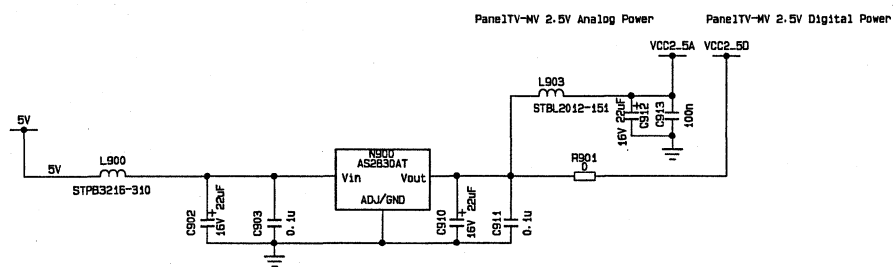 PanelTV-MV 2.5V Analog Power
PanelTV-MV 2.5V Digital Power
VCC2_5A
VCC2_5D
L903
STBL2012-151
16V 22uF
C912
C913
100n
5V
5V
L900
STPB3216-310
N900
AS2830AT
Vin
Vout
ADJ/GND
R901
0
C902
16V 22uF
C903
0.1u
C910
16V 22uF
C911
0.1u